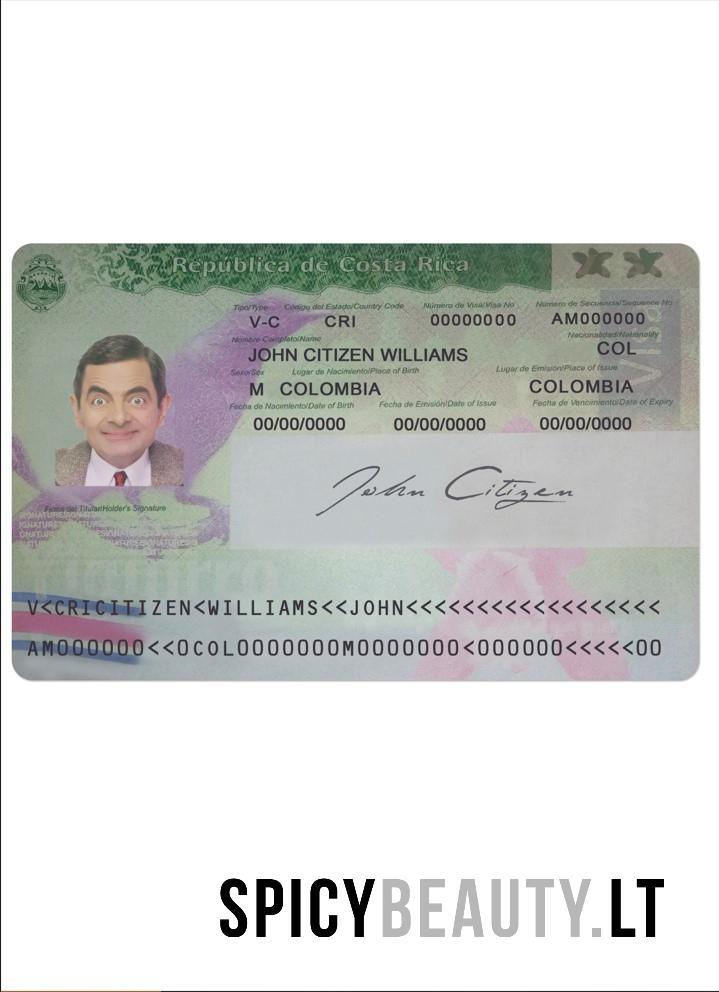 República de Costa Rica
Tipo/Type Código del Estado/Country Code Número de Visa/Visa No Número de Secuencia/Sequence No
V-C CRI 00000000 AM000000
Nombre Completo/Name Nacionalidad/Nationality
JOHN CITIZEN WILLIAMS COL
Sexo/Sex Lugar de Nacimiento/Place of Birth Lugar de Emisión/Place of Issue
M COLOMBIA COLOMBIA
Fecha de Nacimiento/Date of Birth Fecha de Emisión/Date of Issue Fecha de Vencimiento/Date of Expiry
00/00/0000 00/00/0000 00/00/0000
John Citizen
Firma del Titular/Holder's Signature
V<CRICITIZEN<WILLIAMS<<JOHN<<<<<<<<<<<<<<<<<<
AM000000<<0COL0000000M0000000<000000<<<<<00
SPICYBEAUTY.LT